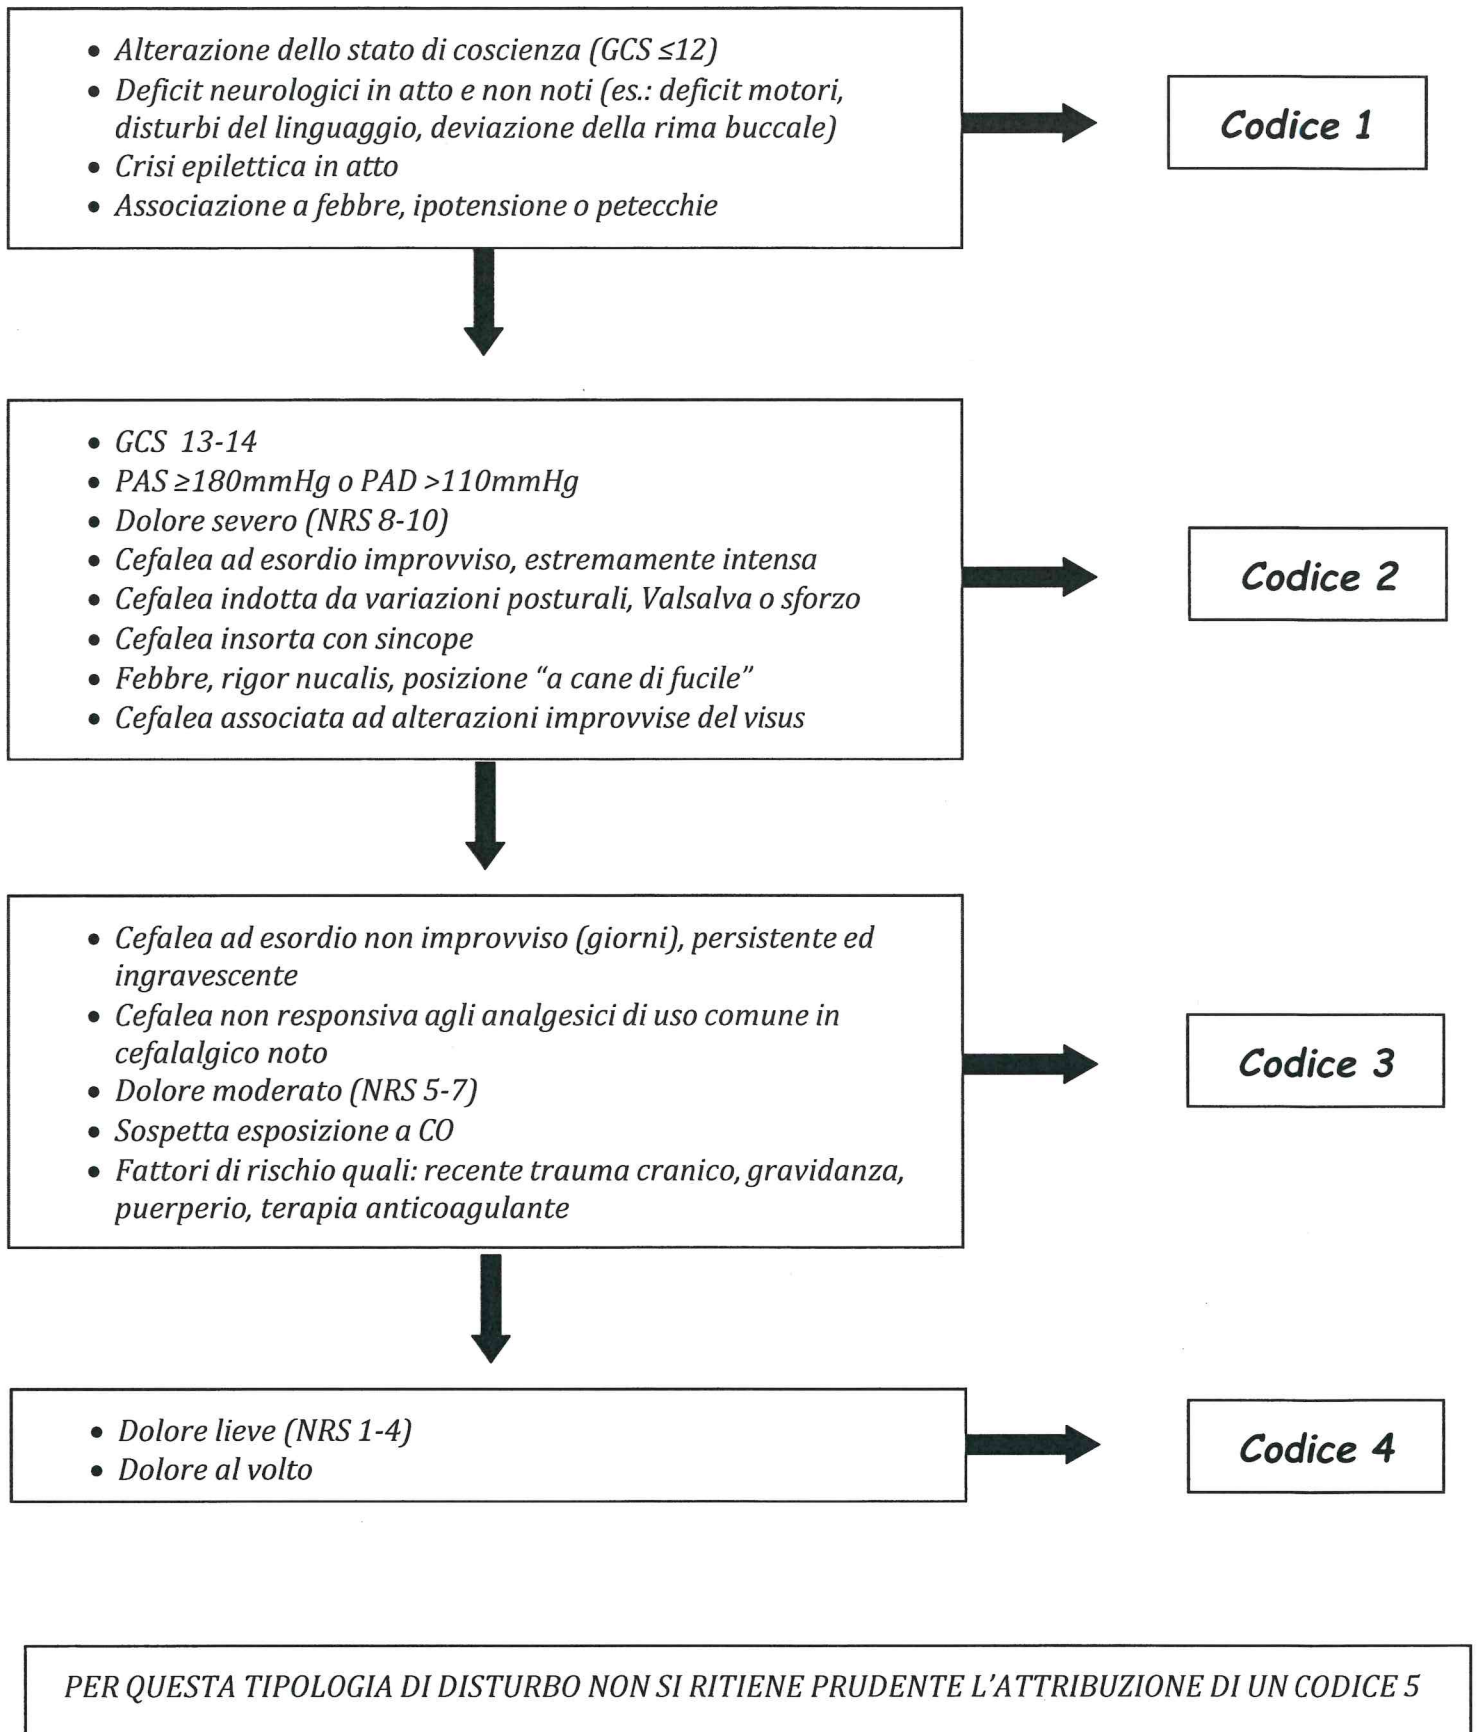 • Alterazione dello stato di coscienza (GCS ≤12)
• Deficit neurologici in atto e non noti (es.: deficit motori,
disturbi del linguaggio, deviazione della rima buccale)
• Crisi epilettica in atto
• Associazione a febbre, ipotensione o petecchie
Codice 1
• GCS 13-14
• PAS ≥180mmHg o PAD >110mmHg
• Dolore severo (NRS 8-10)
• Cefalea ad esordio improvviso, estremamente intensa
• Cefalea indotta da variazioni posturali, Valsalva o sforzo
• Cefalea insorta con sincope
• Febbre, rigor nucalis, posizione “a cane di fucile”
• Cefalea associata ad alterazioni improvvise del visus
Codice 2
• Cefalea ad esordio non improvviso (giorni), persistente ed
ingravescente
• Cefalea non responsiva agli analgesici di uso comune in
cefalalgico noto
• Dolore moderato (NRS 5-7)
• Sospetta esposizione a CO
• Fattori di rischio quali: recente trauma cranico, gravidanza,
puerperio, terapia anticoagulante
Codice 3
• Dolore lieve (NRS 1-4)
• Dolore al volto
Codice 4
PER QUESTA TIPOLOGIA DI DISTURBO NON SI RITIENE PRUDENTE L’ATTRIBUZIONE DI UN CODICE 5